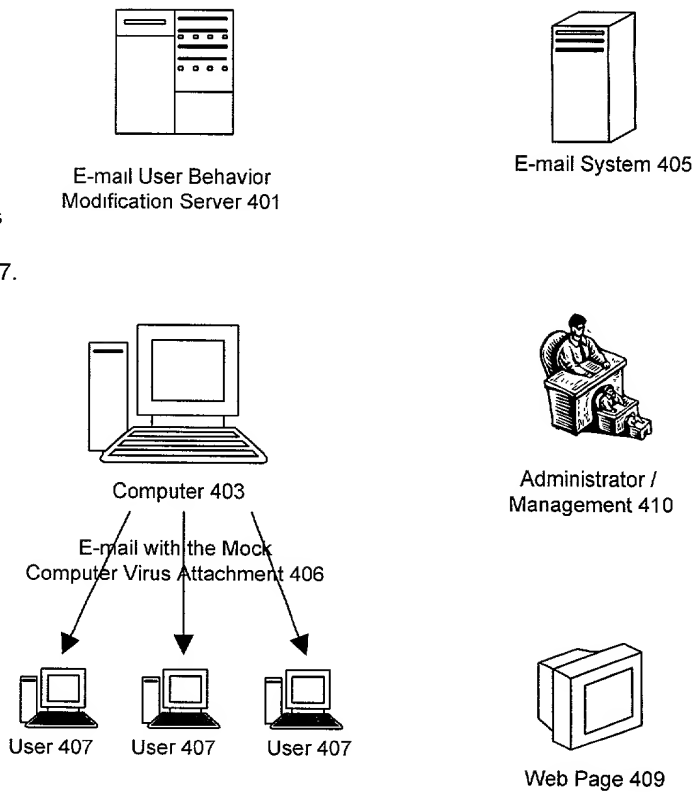 E-mail User Behavior
Modification Server 401
E-mail System 405
s
7.
Computer 403
Administrator /
Management 410
E-mail with the Mock
Computer Virus Attachment 406
User 407
User 407
User 407
Web Page 409